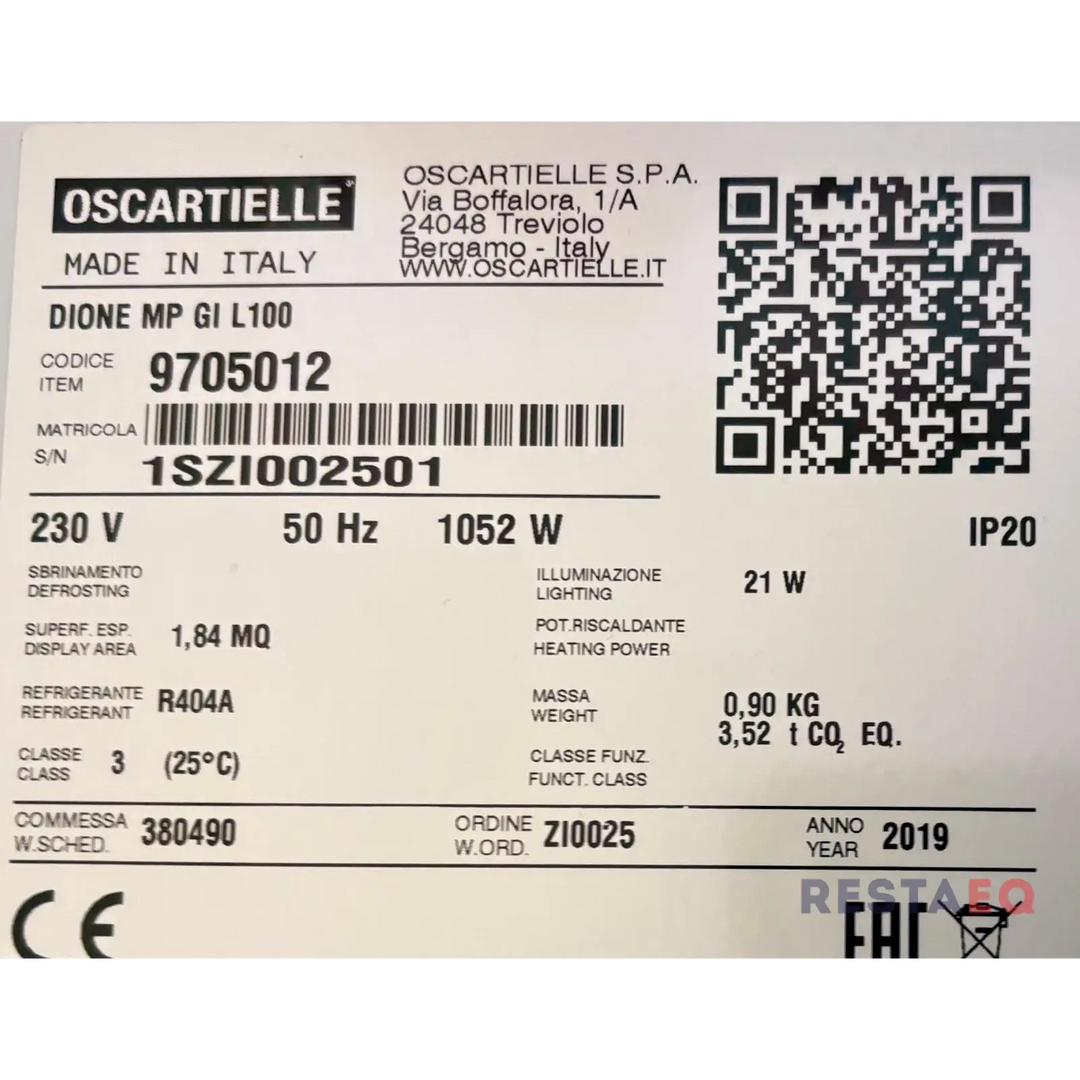 OSCARTIELLE
MADE IN ITALY
OSCARTIELLE S.P.A.
Via Boffalora, 1/A
24048 Treviolo
Bergamo - Italy
WWW.OSCARTIELLE.IT
DIONE MP GI L100
CODICE
ITEM
9705012
MATRICOLA
S/N
1SZI002501
230 V 50 Hz 1052 W IP20
SBRINAMENTO
DEFROSTING
ILLUMINAZIONE
LIGHTING
21 W
SUPERF. ESP.
DISPLAY AREA
1,84 MQ
POT.RISCALDANTE
HEATING POWER
REFRIGERANTE
REFRIGERANT
R404A
MASSA
WEIGHT
0,90 KG
3,52 t CO₂ EQ.
CLASSE
CLASS
3 (25°C)
CLASSE FUNZ.
FUNCT. CLASS
COMMESSA
W.SCHED.
380490
ORDINE
W.ORD.
ZI0025
ANNO
YEAR
2019
RESTAEQ
CE
EAC